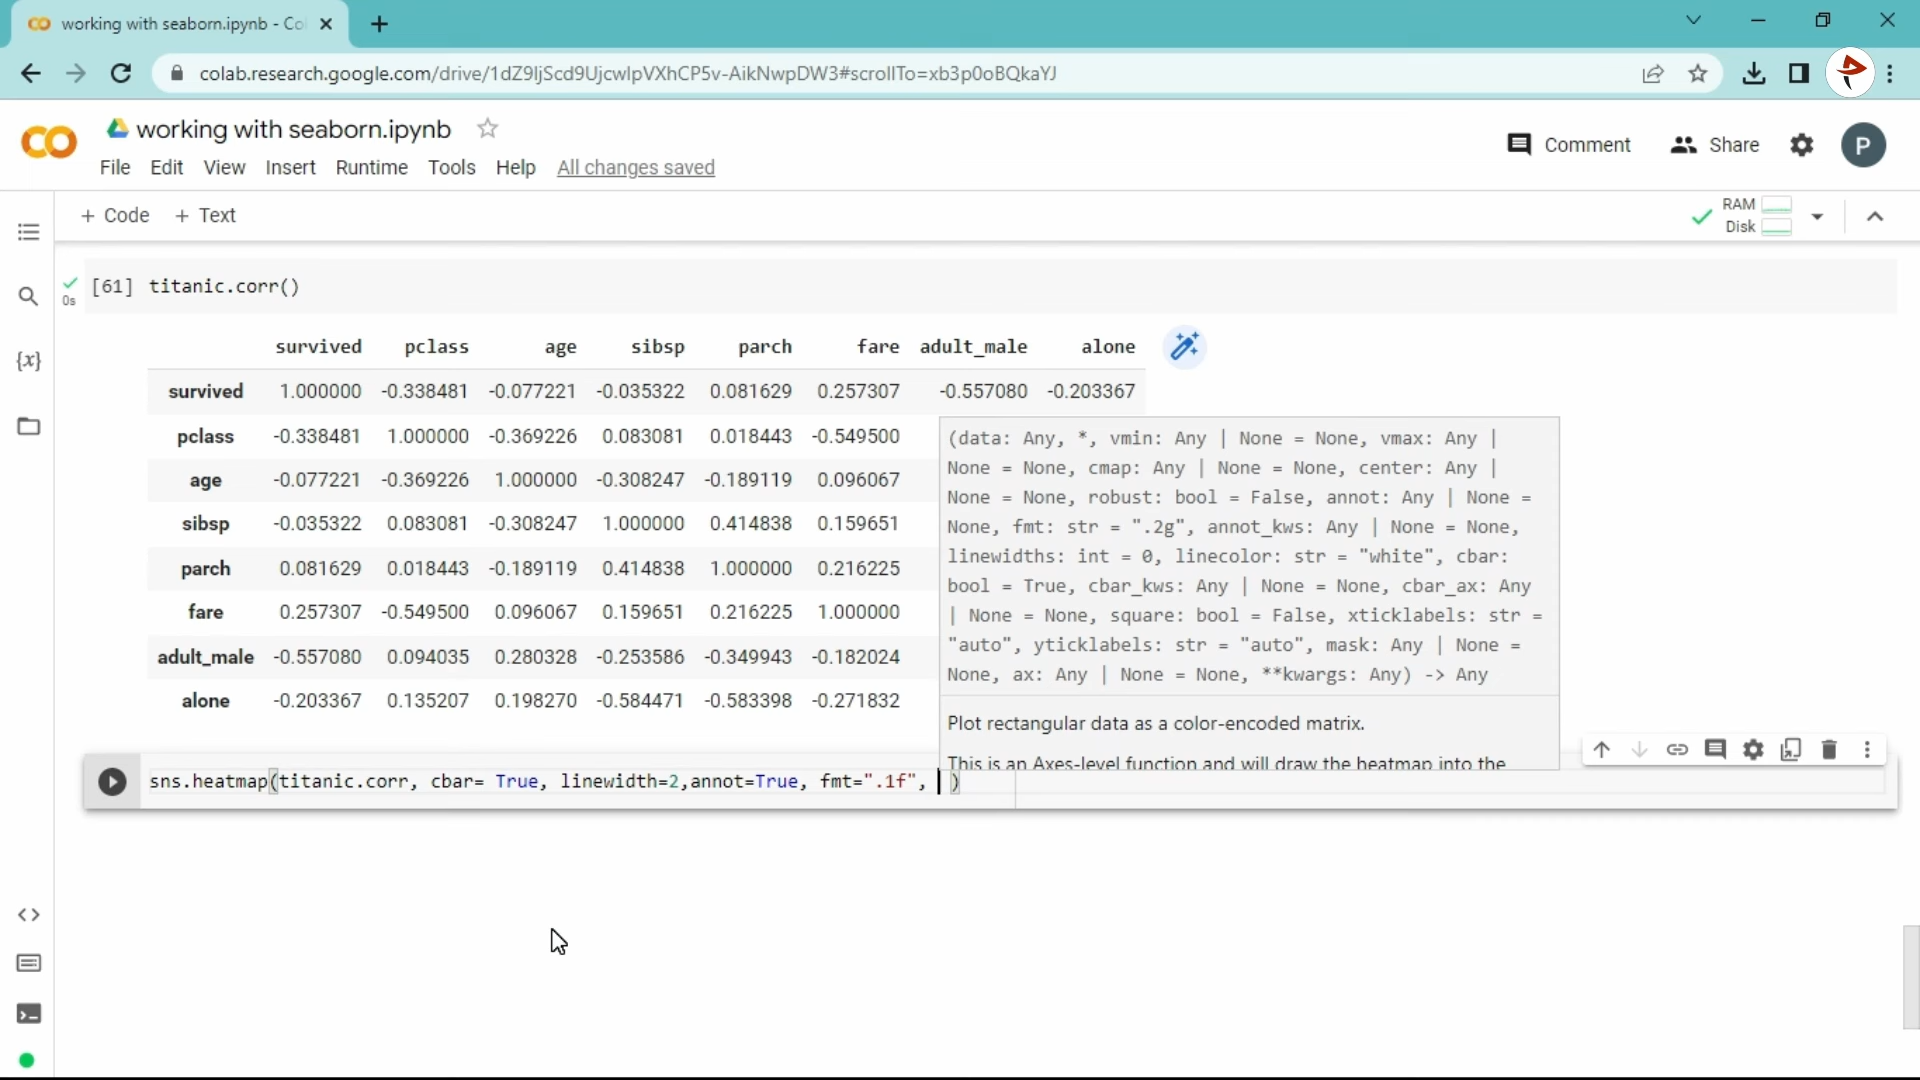 working with seaborn.ipynb - Co
colab.research.google.com/drive/1dZ9ljScd9UjcwIpVXhCP5v-AikNwpDW3#scrollTo=xb3p0oBQkaYJ
CO
working with seaborn.ipynb
Comment
Share
P
File Edit View Insert Runtime Tools Help All changes saved
+ Code + Text
RAM
Disk
[61] titanic.corr()
0s
{x}
survived pclass age sibsp parch fare adult_male alone
survived 1.000000 -0.338481 -0.077221 -0.035322 0.081629 0.257307 -0.557080 -0.203367
pclass -0.338481 1.000000 -0.369226 0.083081 0.018443 -0.549500
age -0.077221 -0.369226 1.000000 -0.308247 -0.189119 0.096067
sibsp -0.035322 0.083081 -0.308247 1.000000 0.414838 0.159651
parch 0.081629 0.018443 -0.189119 0.414838 1.000000 0.216225
fare 0.257307 -0.549500 0.096067 0.159651 0.216225 1.000000
adult_male -0.557080 0.094035 0.280328 -0.253586 -0.349943 -0.182024
alone -0.203367 0.135207 0.198270 -0.584471 -0.583398 -0.271832
(data: Any, *, vmin: Any | None = None, vmax: Any |
None = None, cmap: Any | None = None, center: Any |
None = None, robust: bool = False, annot: Any | None =
None, fmt: str = ".2g", annot_kws: Any | None = None,
linewidths: int = 0, linecolor: str = "white", cbar:
bool = True, cbar_kws: Any | None = None, cbar_ax: Any
| None = None, square: bool = False, xticklabels: str =
"auto", yticklabels: str = "auto", mask: Any | None =
None, ax: Any | None = None, **kwargs: Any) -> Any
Plot rectangular data as a color-encoded matrix.
This is an Axes-level function and will draw the heatmap into the
sns.heatmap(titanic.corr, cbar= True, linewidth=2,annot=True, fmt=".1f", )